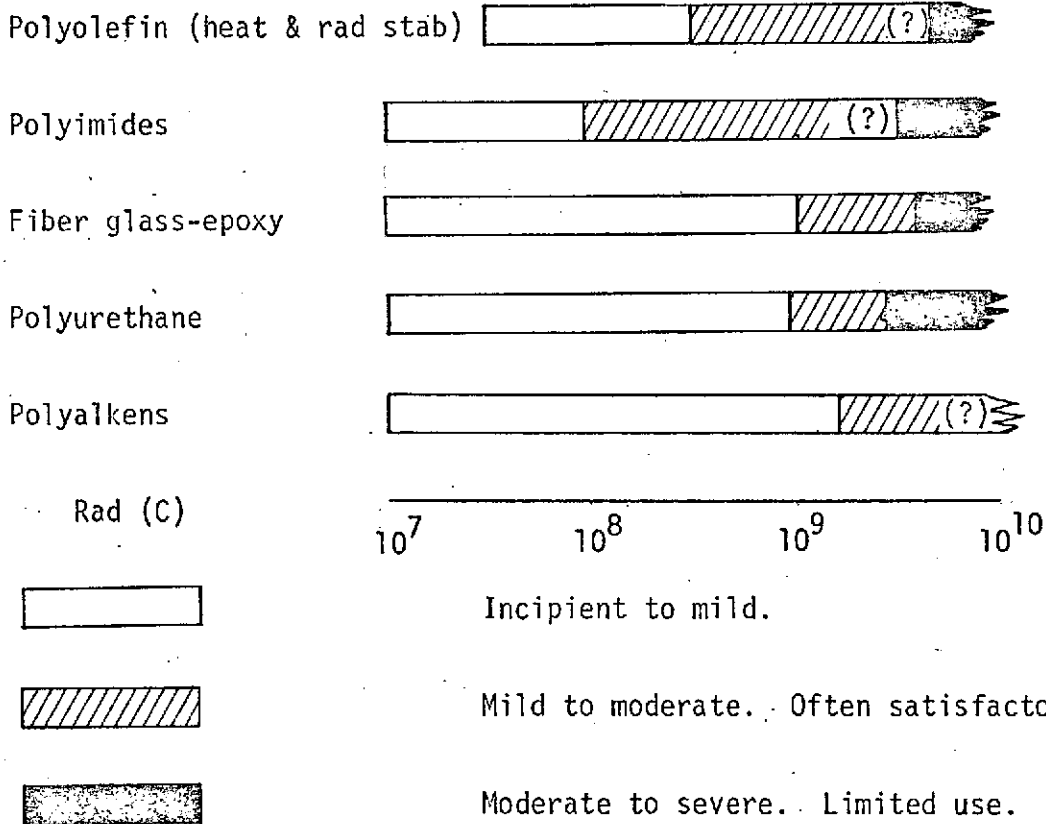 Polyolefin (heat & rad stab) (?)
Polyimides (?)
Fiber glass-epoxy
Polyurethane
Polyalkens (?)
Rad (C) 10^7 10^8 10^9 10^10
Incipient to mild.
Mild to moderate. Often satisfacto
Moderate to severe. Limited use.